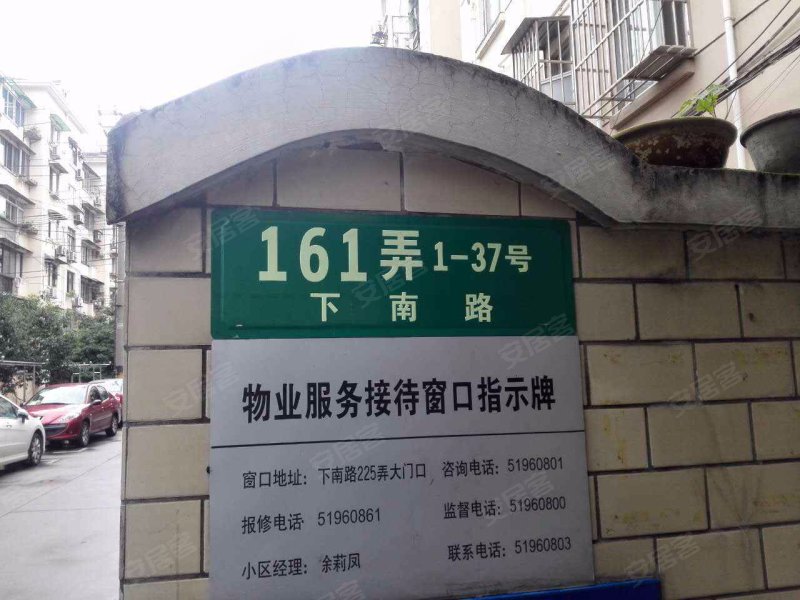 161弄 1-37号
下南路
物业服务接待窗口指示牌
窗口地址：下南路225弄大门口 咨询电话：51960801
报修电话：51960861 监督电话：51960800
小区经理：余莉凤 联系电话：51960803
安居客